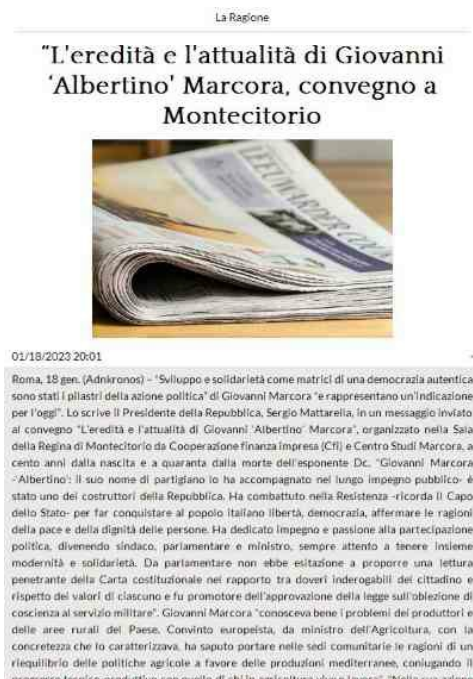 La Ragione
"L'eredità e l'attualità di Giovanni
'Albertino' Marcora, convegno a
Montecitorio
LEEUWARDER COU
01/18/2023 20:01
Roma, 18 gen. (Adnkronos) – "Sviluppo e solidarietà come matrici di una democrazia autentica
sono stati i pilastri della azione politica" di Giovanni Marcora "e rappresentano un'indicazione
per l'oggi". Lo scrive il Presidente della Repubblica, Sergio Mattarella, in un messaggio inviato
al convegno "L'eredità e l'attualità di Giovanni 'Albertino' Marcora", organizzato nella Sala
della Regina di Montecitorio da Cooperazione finanza impresa (Cfi) e Centro Studi Marcora, a
cento anni dalla nascita e a quaranta dalla morte dell'esponente Dc. "Giovanni Marcora
-'Albertino': il suo nome di partigiano lo ha accompagnato nel lungo impegno pubblico- è
stato uno dei costruttori della Repubblica. Ha combattuto nella Resistenza -ricorda il Capo
dello Stato- per far conquistare al popolo italiano libertà, democrazia, affermare le ragioni
della pace e della dignità delle persone. Ha dedicato impegno e passione alla partecipazione
politica, divenendo sindaco, parlamentare e ministro, sempre attento a tenere insieme
modernità e solidarietà. Da parlamentare non ebbe esitazione a proporre una lettura
penetrante della Carta costituzionale nel rapporto tra doveri inderogabili del cittadino e
rispetto dei valori di ciascuno e fu promotore dell'approvazione della legge sull'obiezione di
coscienza al servizio militare". Giovanni Marcora "conosceva bene i problemi dei produttori e
delle aree rurali del Paese. Convinto europeista, da ministro dell'Agricoltura, con la
concretezza che lo caratterizzava, ha saputo portare nelle sedi comunitarie le ragioni di un
riequilibrio delle politiche agricole a favore delle produzioni mediterranee, coniugando il